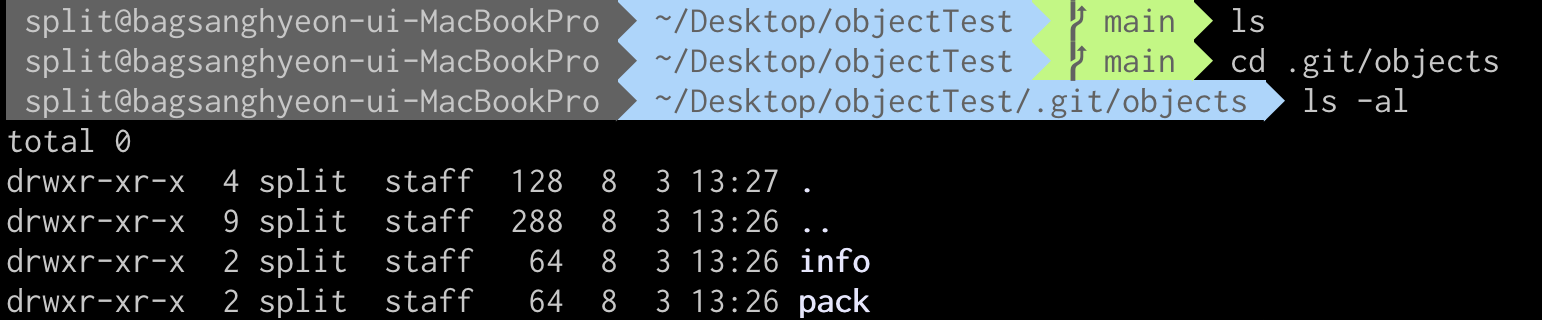 split@bagsanghyeon-ui-MacBookPro ~/Desktop/objectTest main ls
split@bagsanghyeon-ui-MacBookPro ~/Desktop/objectTest main cd .git/objects
split@bagsanghyeon-ui-MacBookPro ~/Desktop/objectTest/.git/objects ls -al
total 0
drwxr-xr-x  4 split  staff  128  8  3 13:27 .
drwxr-xr-x  9 split  staff  288  8  3 13:26 ..
drwxr-xr-x  2 split  staff   64  8  3 13:26 info
drwxr-xr-x  2 split  staff   64  8  3 13:26 pack